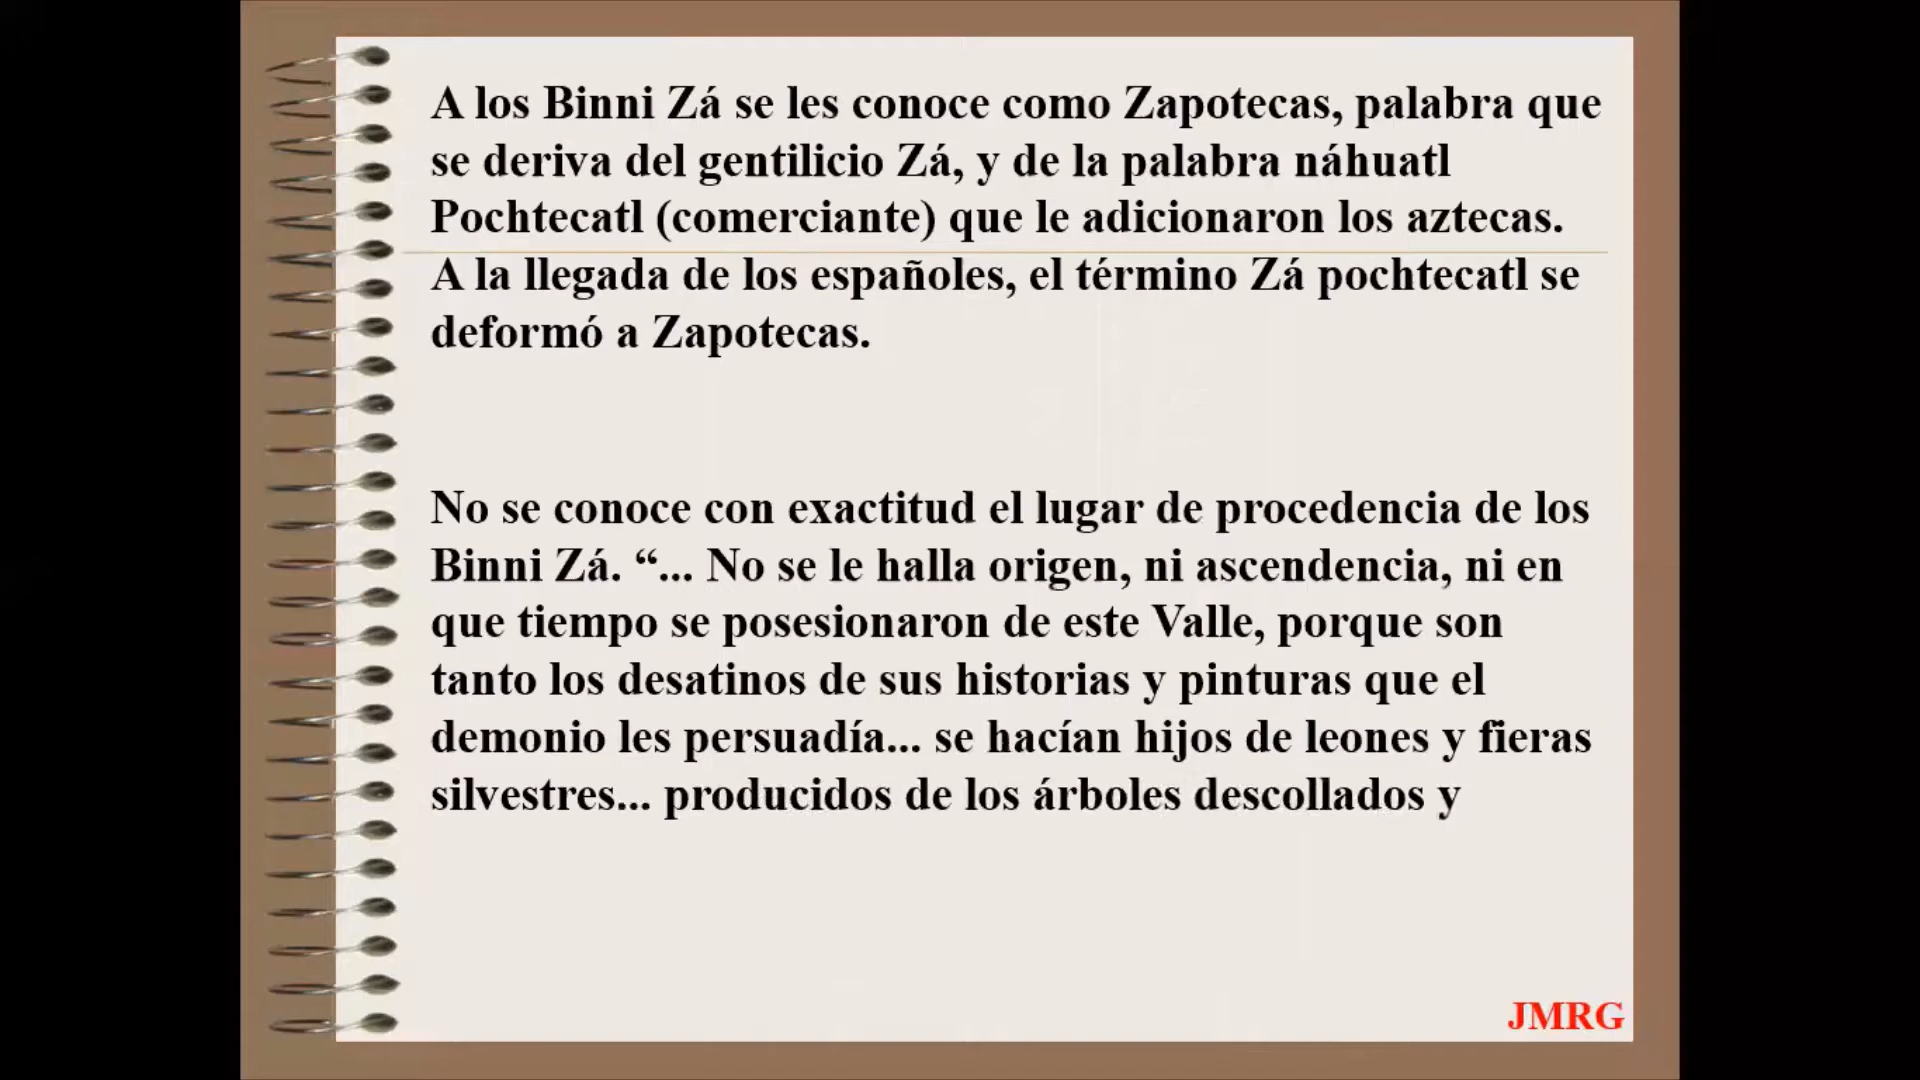 A los Binni Zá se les conoce como Zapotecas, palabra que
se deriva del gentilicio Zá, y de la palabra náhuatl
Pochtecatl (comerciante) que le adicionaron los aztecas.
A la llegada de los españoles, el término Zá pochtecatl se
deformó a Zapotecas.
No se conoce con exactitud el lugar de procedencia de los
Binni Zá. “... No se le halla origen, ni ascendencia, ni en
que tiempo se posesionaron de este Valle, porque son
tanto los desatinos de sus historias y pinturas que el
demonio les persuadía... se hacían hijos de leones y fieras
silvestres... producidos de los árboles descollados y
JMRG